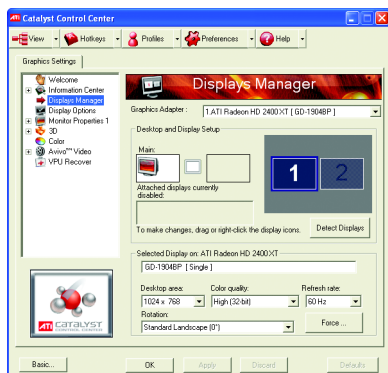 ATI Catalyst Control Center
View Hotkeys Profiles Preferences Help
Graphics Settings
Welcome
Information Center
Displays Manager
Display Options
Monitor Properties 1
3D
Color
Avivo™ Video
VPU Recover
Displays Manager
Graphics Adapter : 1.ATI Radeon HD 2400XT [ GD-1904BP ]
Desktop and Display Setup
Main:
Attached displays currently
disabled:
1 2
To make changes, drag or right-click the display icons.
Detect Displays
Selected Display on: ATI Radeon HD 2400XT
GD-1904BP [ Single ]
Desktop area: Color quality: Refresh rate:
1024 x 768 High (32-bit) 60 Hz
Rotation:
Standard Landscape (0°)
Force ...
ATI CATALYST
CONTROL CENTER
Basic... OK Apply Discard Defaults